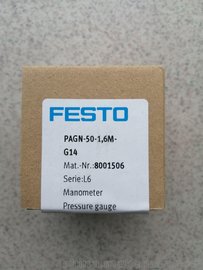 FESTO
PAGN-50-1,6M-
G14
Mat.-Nr.:8001506
Serie:L6
Manometer
Pressure gauge